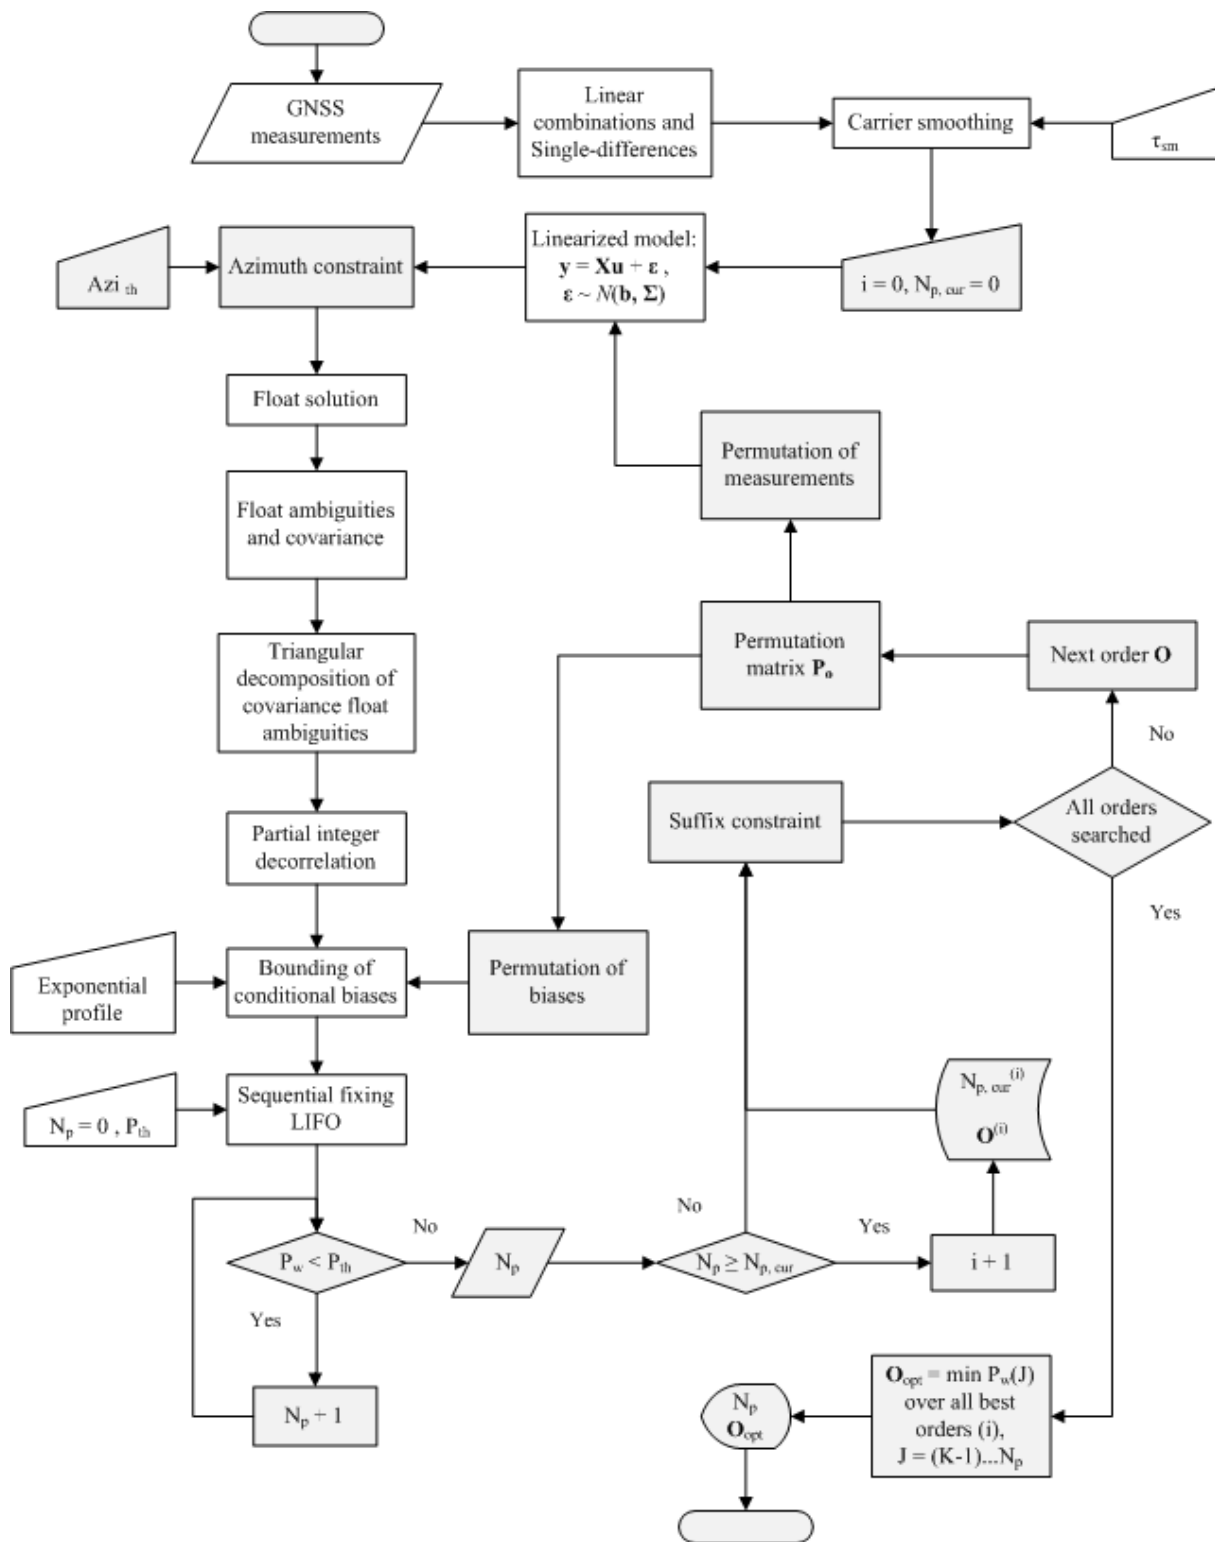 GNSS
measurements
Linear
combinations and
Single-differences
Carrier smoothing
τsm
Azi th
Azimuth constraint
Linearized model:
y = Xu + ε ,
ε ~ N(b, Σ)
i = 0, Np, cur = 0
Float solution
Permutation of
measurements
Float ambiguities
and covariance
Triangular
decomposition of
covariance float
ambiguities
Permutation
matrix Po
Next order O
No
Suffix constraint
All orders
searched
Yes
Partial integer
decorrelation
Exponential
profile
Bounding of
conditional biases
Permutation of
biases
Np = 0 , Pth
Sequential fixing
LIFO
Np, cur(i)
O(i)
Pw < Pth
No
Yes
Np
Np ≥ Np, cur
No
Yes
i + 1
Np + 1
Np
Oopt
Oopt = min Pw(J)
over all best
orders (i),
J = (K-1)...Np